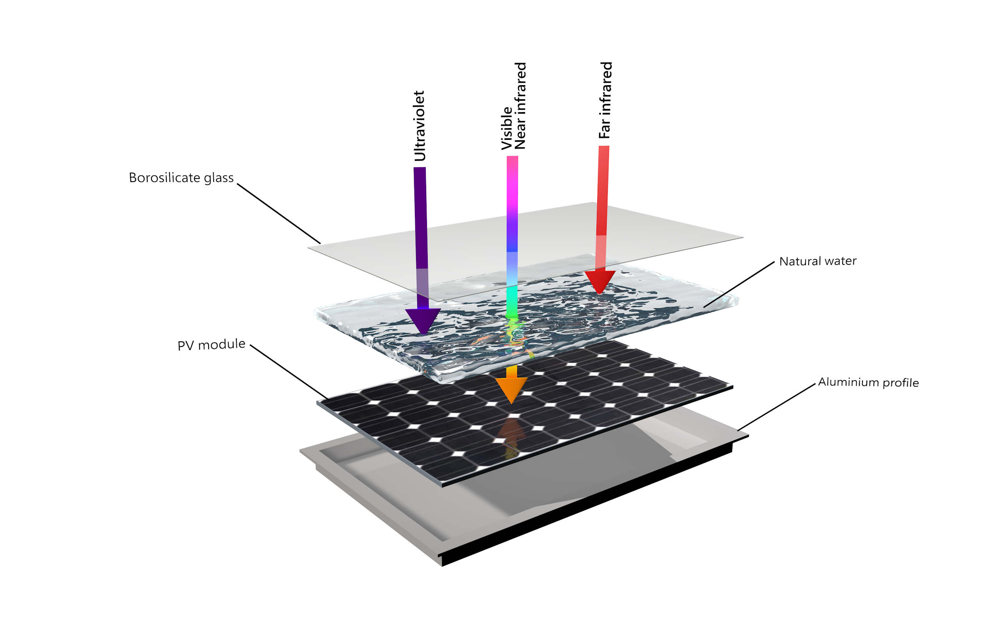 Ultraviolet
Visible
Near infrared
Far infrared
Borosilicate glass
Natural water
PV module
Aluminium profile